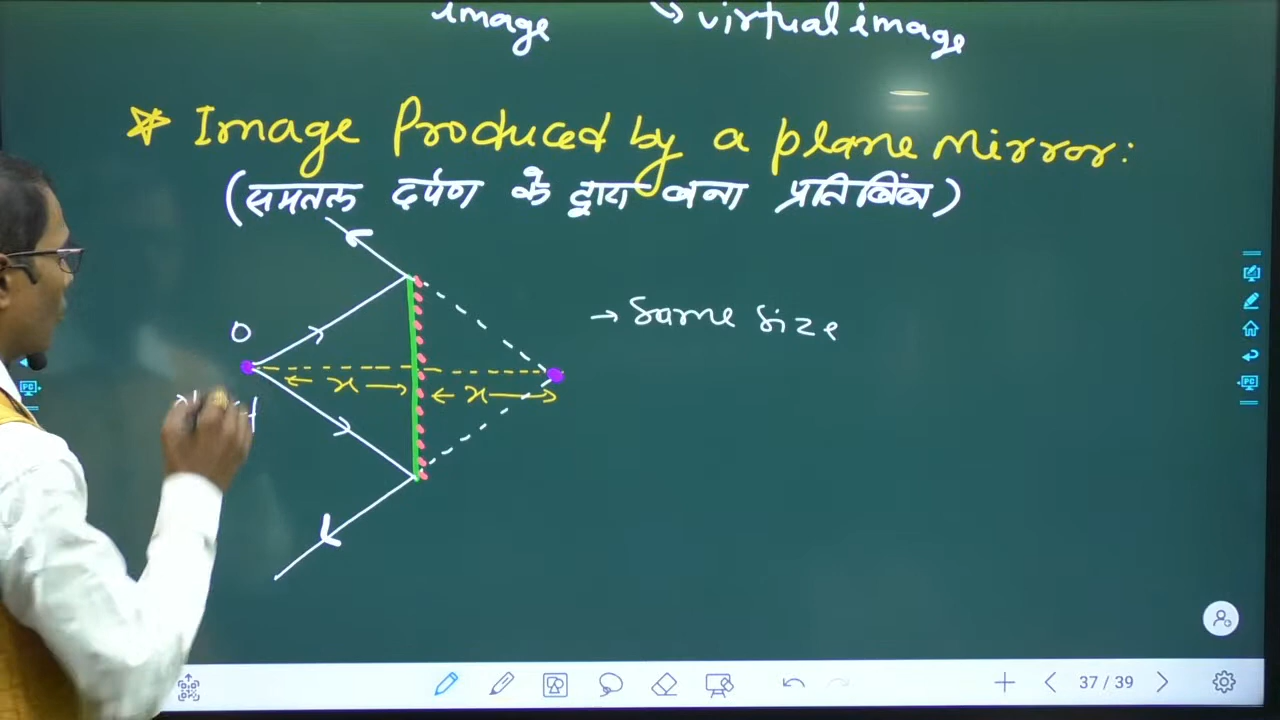 image ↳ virtual image
* Image Produced by a plane mirror:
(समतल दर्पण के द्वारा बना प्रतिबिंब)
O
→ Same size
x x
37 / 39